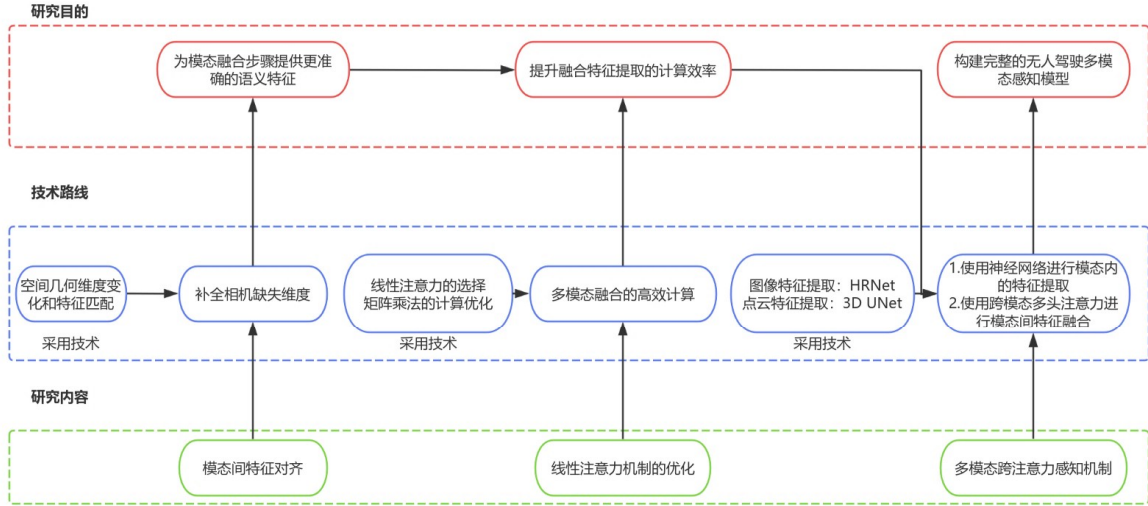 研究目的
为模态融合步骤提供更准
确的语义特征
提升融合特征提取的计算效率
构建完整的无人驾驶多模
态感知模型
技术路线
空间几何维度变
化和特征匹配
补全相机缺失维度
线性注意力的选择
矩阵乘法的计算优化
多模态融合的高效计算
图像特征提取：HRNet
点云特征提取：3D UNet
1.使用神经网络进行模态内
的特征提取
2.使用跨模态多头注意力进
行模态间特征融合
采用技术
采用技术
采用技术
研究内容
模态间特征对齐
线性注意力机制的优化
多模态跨注意力感知机制